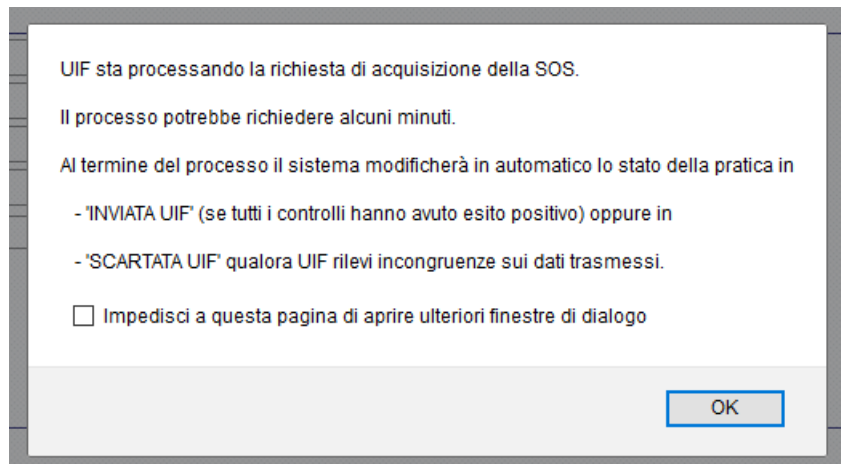 UIF sta processando la richiesta di acquisizione della SOS.
Il processo potrebbe richiedere alcuni minuti.
Al termine del processo il sistema modificherà in automatico lo stato della pratica in
- 'INVIATA UIF' (se tutti i controlli hanno avuto esito positivo) oppure in
- 'SCARTATA UIF' qualora UIF rilevi incongruenze sui dati trasmessi.
Impedisci a questa pagina di aprire ulteriori finestre di dialogo
OK